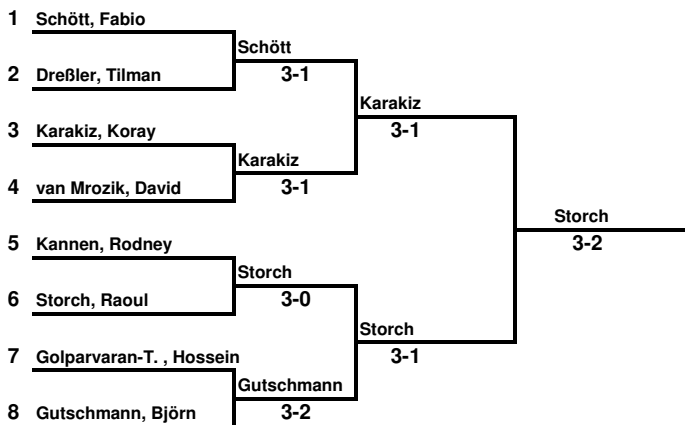 1 Schött, Fabio
Schött
2 Dreßler, Tilman
3-1
Karakiz
3 Karakiz, Koray
3-1
Karakiz
4 van Mrozik, David
3-1
Storch
5 Kannen, Rodney
3-2
Storch
6 Storch, Raoul
3-0
Storch
7 Golparvaran-T. , Hossein
3-1
Gutschmann
8 Gutschmann, Björn
3-2